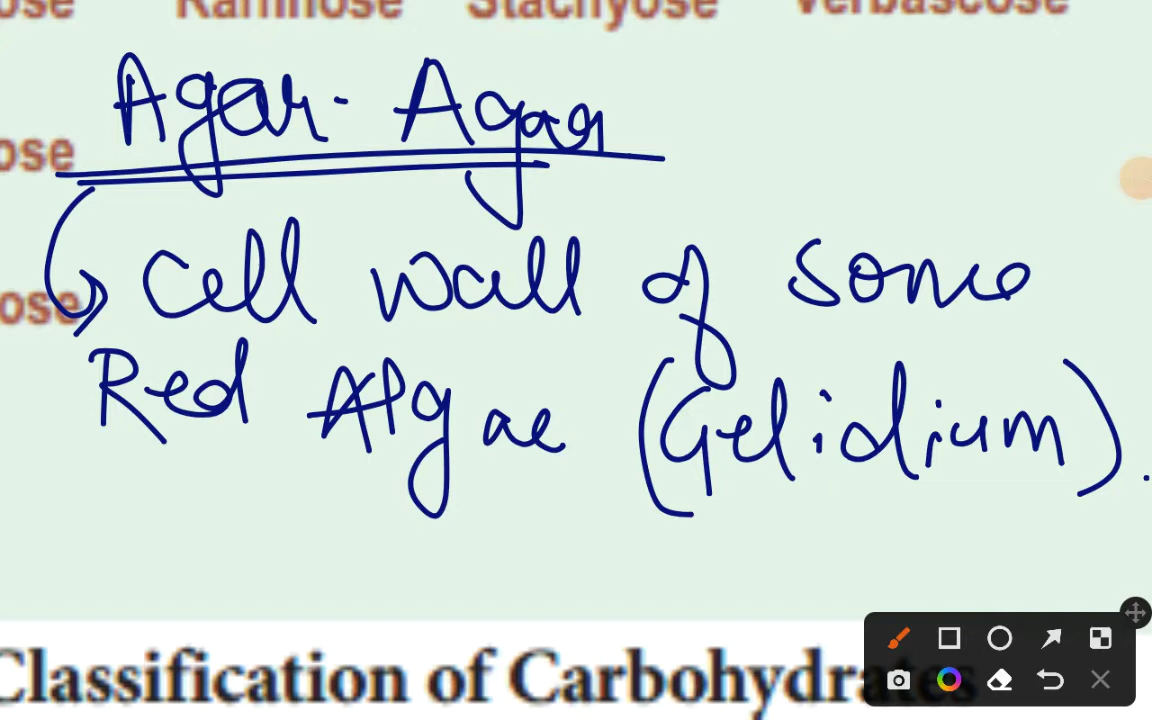 ose Raffinose Stachyose Verbascose
Agar-Agar
ose
cell wall of some
ose
Red Algae (Gelidium).
Classification of Carbohydrates